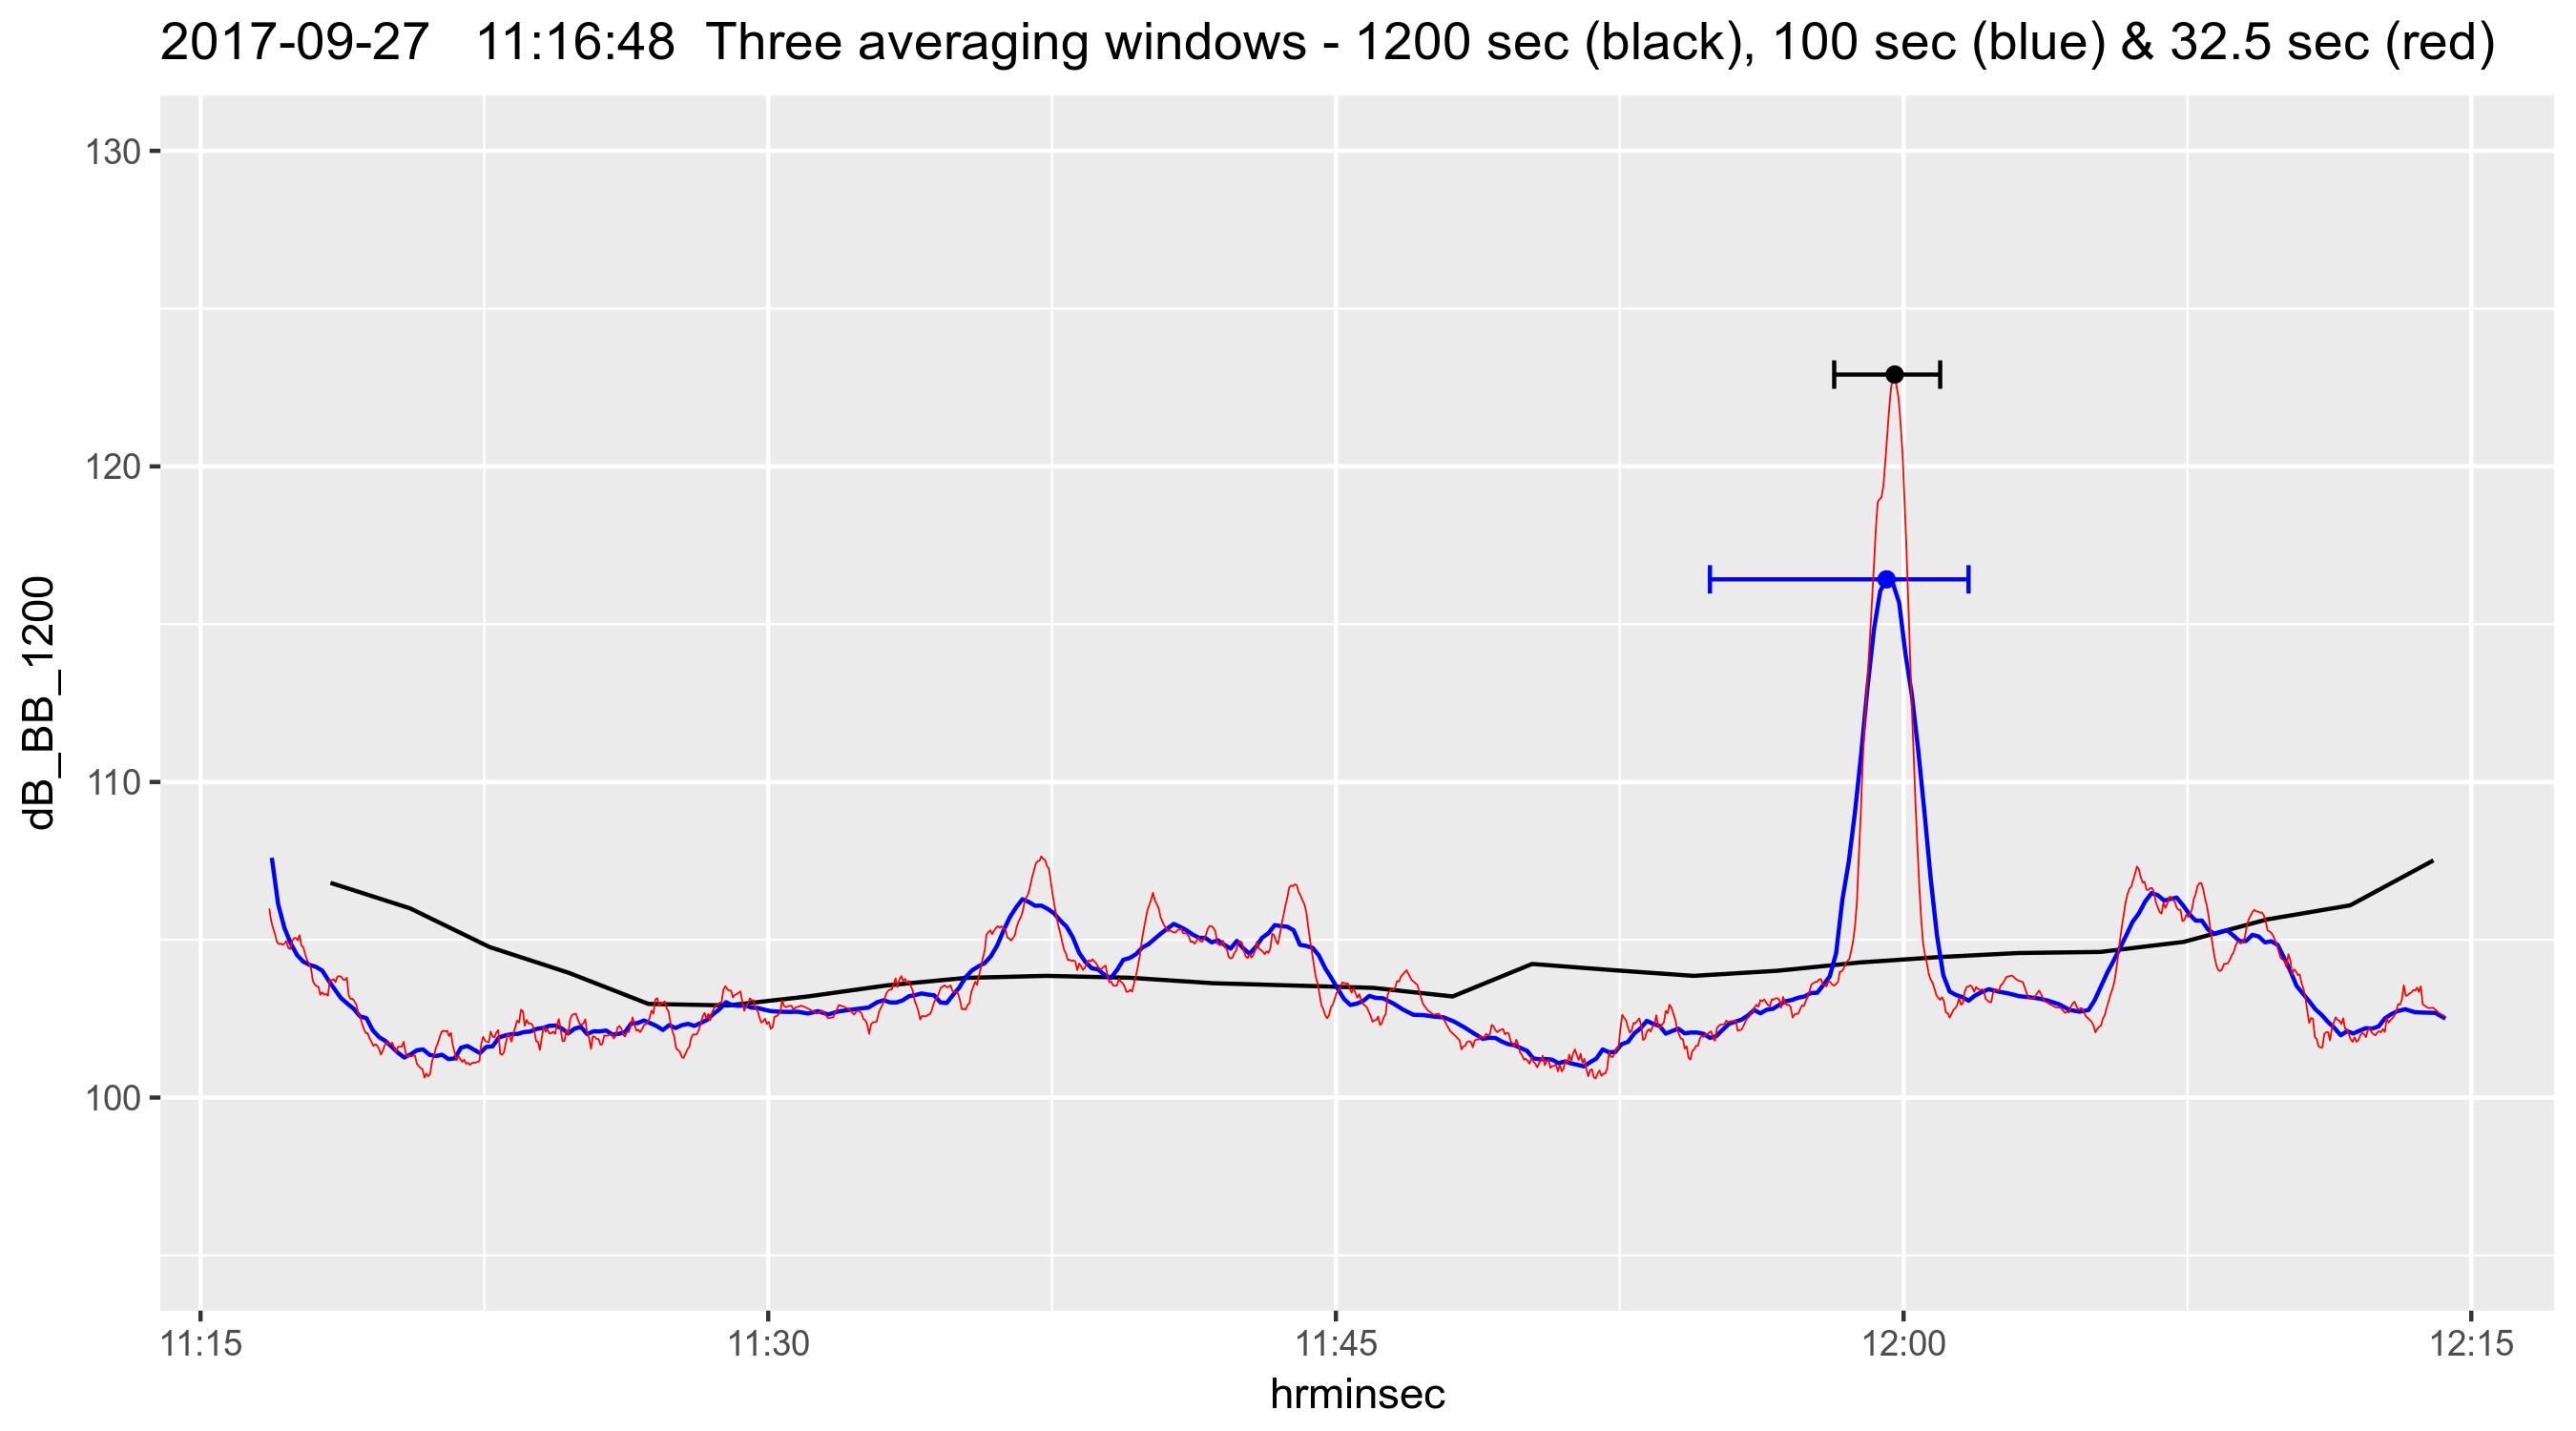 2017-09-27 11:16:48 Three averaging windows - 1200 sec (black), 100 sec (blue) & 32.5 sec (red)
dB_BB_1200
130
120
110
100
11:15 11:30 11:45 12:00 12:15
hrminsec